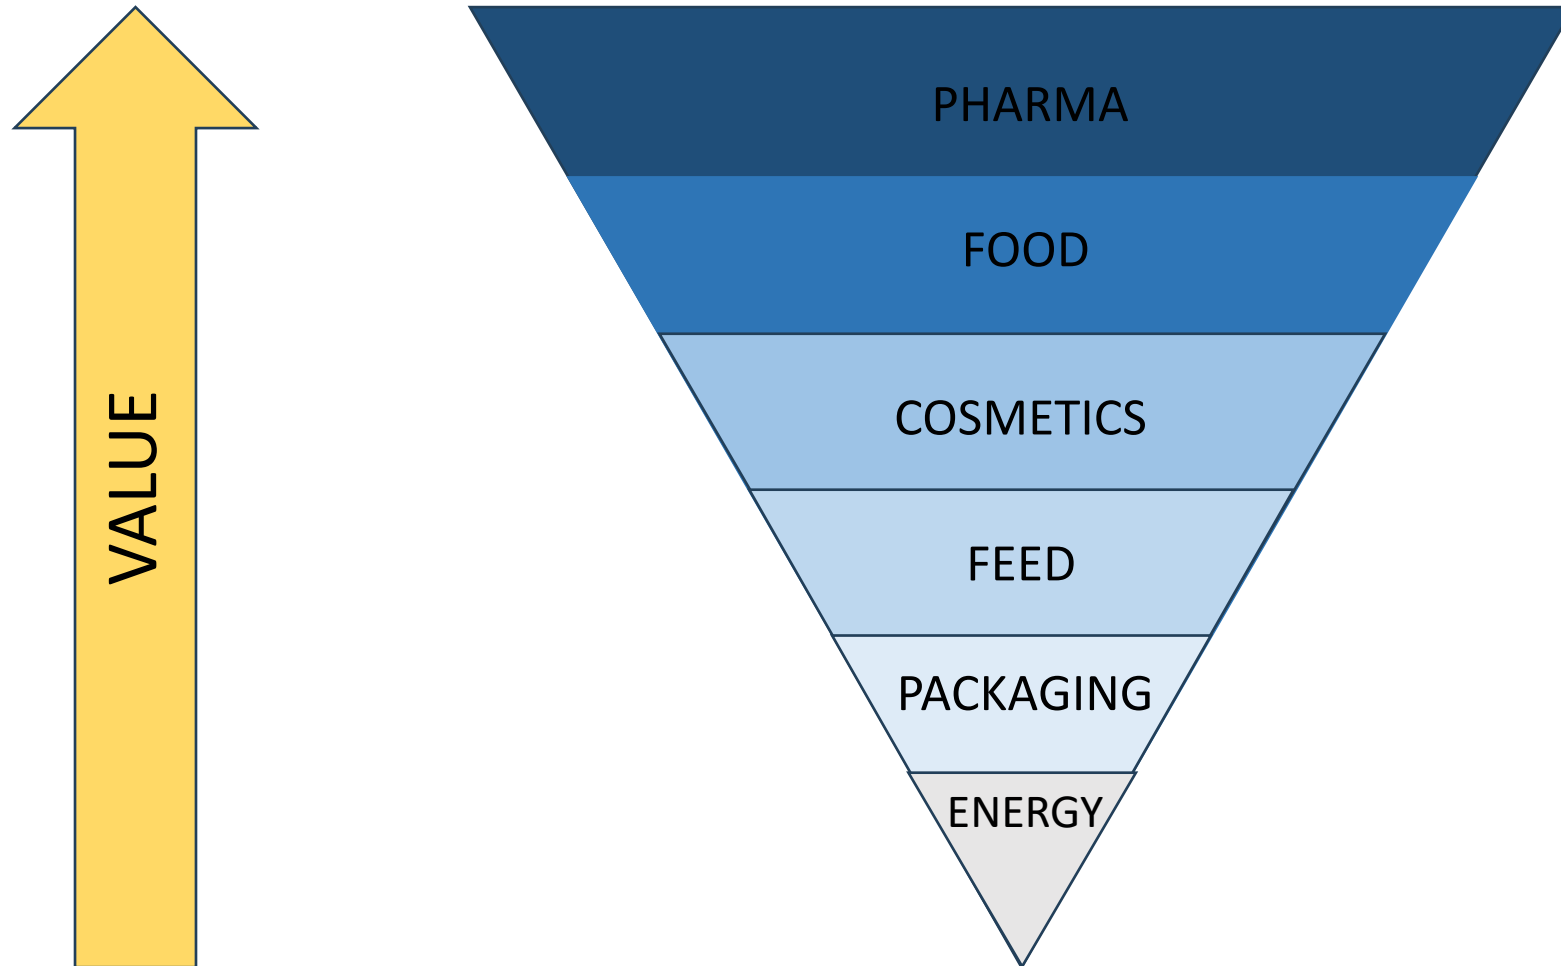 VALUE
PHARMA
FOOD
COSMETICS
FEED
PACKAGING
ENERGY